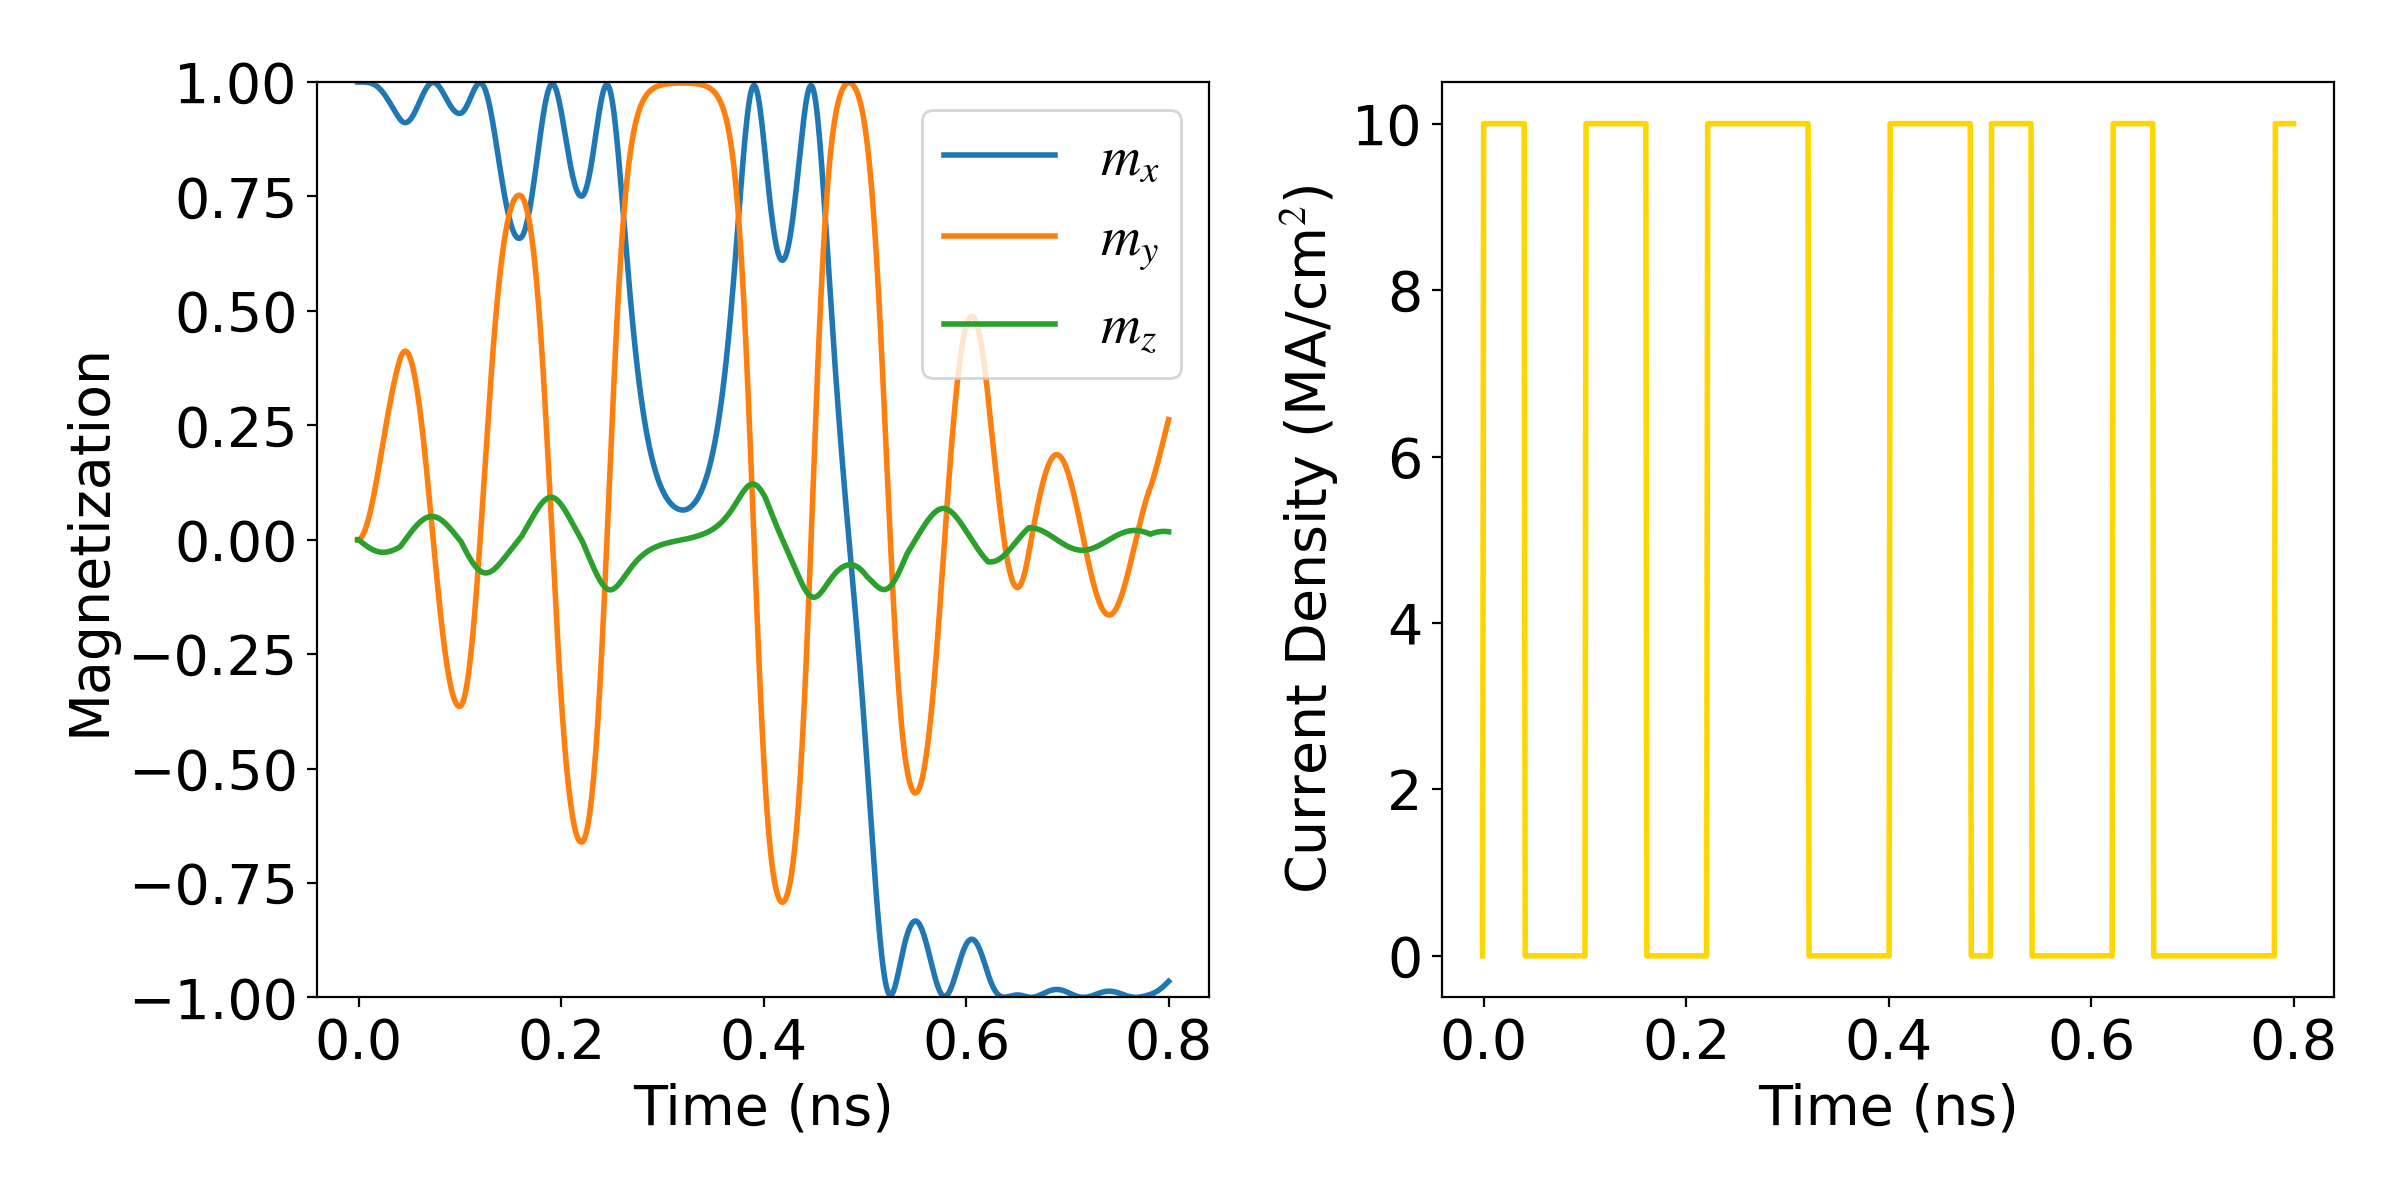 1.00
0.75
0.50
0.25
0.00
−0.25
−0.50
−0.75
−1.00
Magnetization
0.0 0.2 0.4 0.6 0.8
Time (ns)
m_x
m_y
m_z
10
8
6
4
2
0
Current Density (MA/cm²)
0.0 0.2 0.4 0.6 0.8
Time (ns)